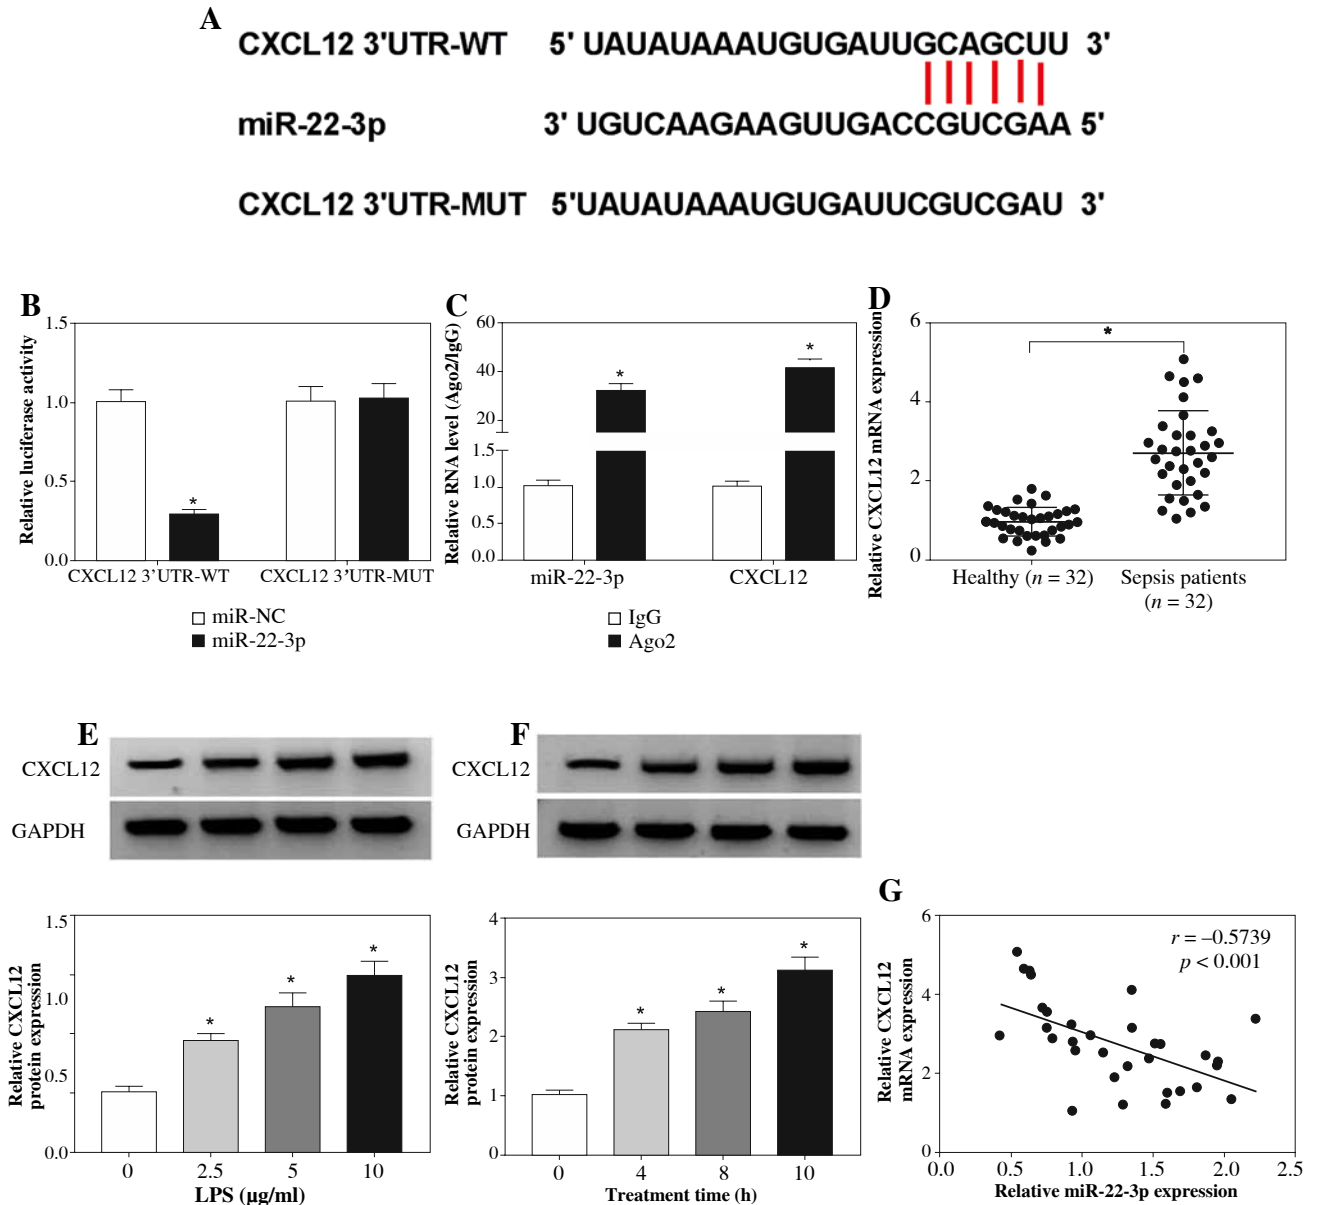 A
CXCL12 3'UTR-WT 5' UAUAUAAAUGUGAUUGCAGCUU 3'
miR-22-3p 3' UGUCAAGAAGUUGACCGUCGAA 5'
CXCL12 3'UTR-MUT 5'UAUAUAAAUGUGAUUCGUCGAU 3'
B
Relative luciferase activity
1.5
1.0
0.5
0.0
*
CXCL12 3'UTR-WT CXCL12 3'UTR-MUT
miR-NC
miR-22-3p
C
Relative RNA level (Ago2/IgG)
60
40
20
1.5
1.0
0.5
0.0
* *
miR-22-3p CXCL12
IgG
Ago2
D
Relative CXCL12 mRNA expression
6
4
2
0
*
Healthy (n = 32) Sepsis patients
(n = 32)
E
CXCL12
GAPDH
Relative CXCL12
protein expression
1.5
1.0
0.5
0.0
* * *
0 2.5 5 10
LPS (µg/ml)
F
CXCL12
GAPDH
Relative CXCL12
protein expression
4
3
2
1
0
* * *
0 4 8 10
Treatment time (h)
G
Relative CXCL12
mRNA expression
6
4
2
0
r = –0.5739
p < 0.001
0.0 0.5 1.0 1.5 2.0 2.5
Relative miR-22-3p expression